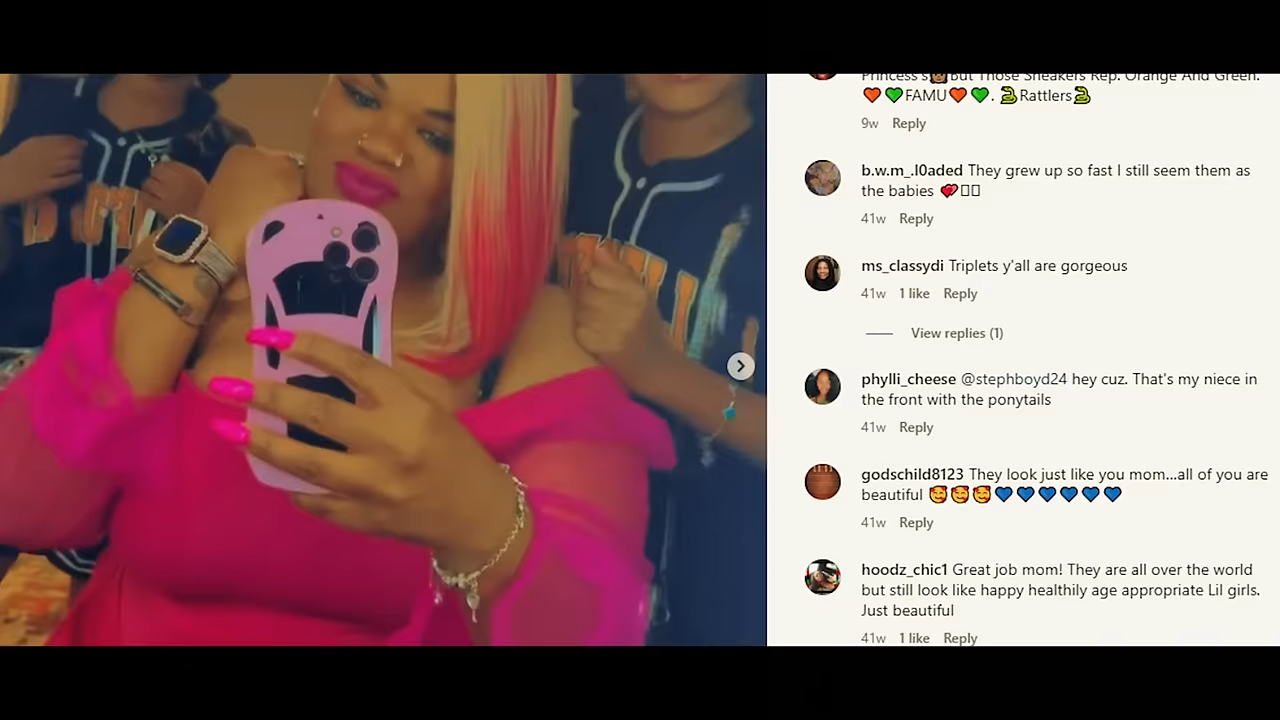 Princess's🐻But Those Sneakers Rep. Orange And Green.
🧡💚FAMU🧡💚. 🐍Rattlers🐍
9w Reply
b.w.m_.l0aded They grew up so fast I still seem them as
the babies 💕▯▯
41w Reply
ms_classydi Triplets y'all are gorgeous
41w 1 like Reply
View replies (1)
phylli_cheese @stephboyd24 hey cuz. That's my niece in
the front with the ponytails
41w Reply
godschild8123 They look just like you mom...all of you are
beautiful 🥰🥰🥰💙💙💙💙💙💙
41w Reply
hoodz_chic1 Great job mom! They are all over the world
but still look like happy healthily age appropriate Lil girls.
Just beautiful
41w 1 like Reply